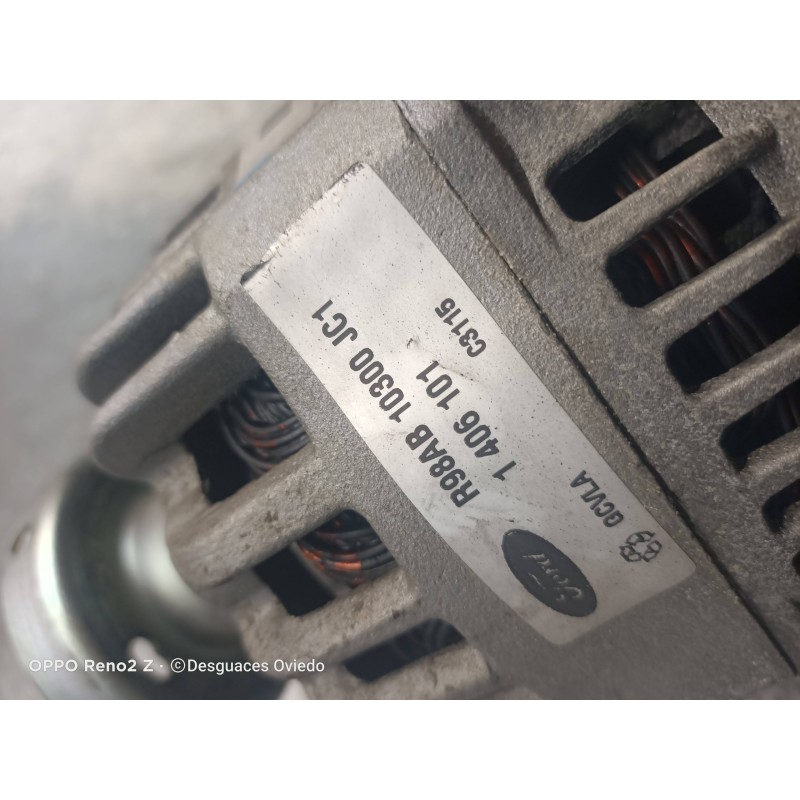 Ford
GCVLA
R98AB 10300 JC1
1 406 101
C3115
OPPO Reno2 Z · ©Desguaces Oviedo